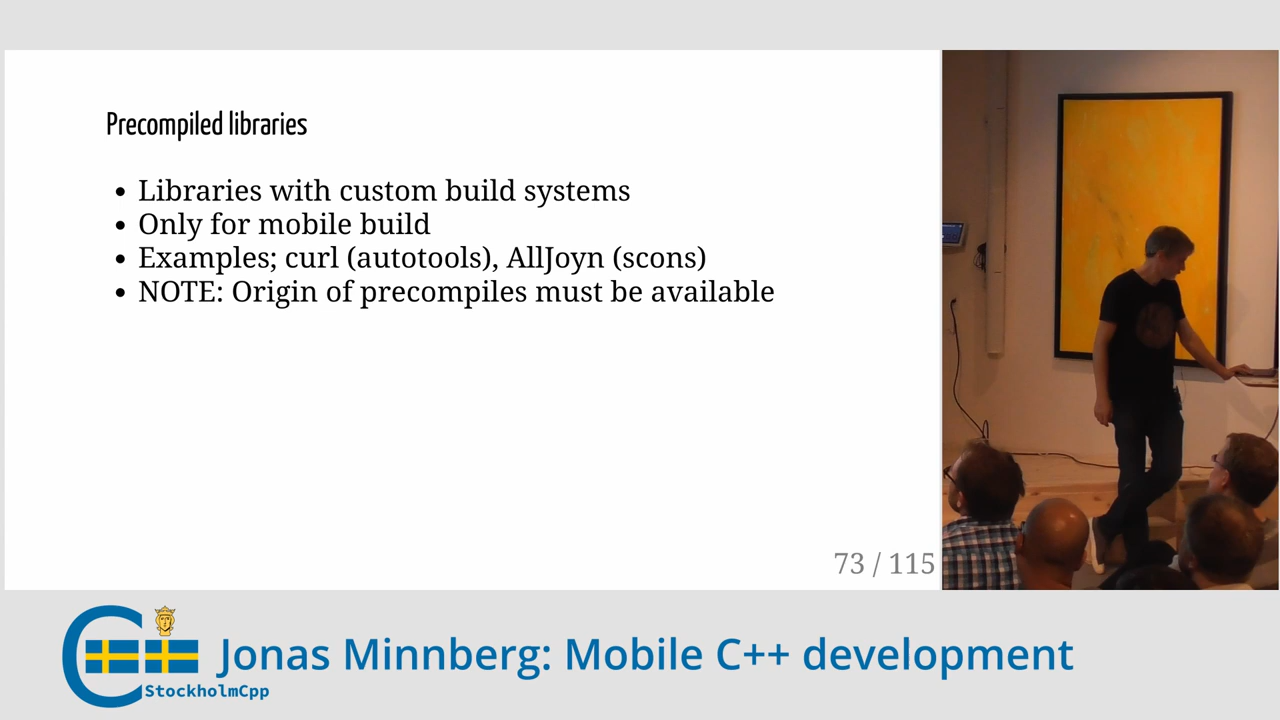 Precompiled libraries
Libraries with custom build systems
Only for mobile build
Examples; curl (autotools), AllJoyn (scons)
NOTE: Origin of precompiles must be available
73 / 115
Jonas Minnberg: Mobile C++ development
C++
StockholmCpp